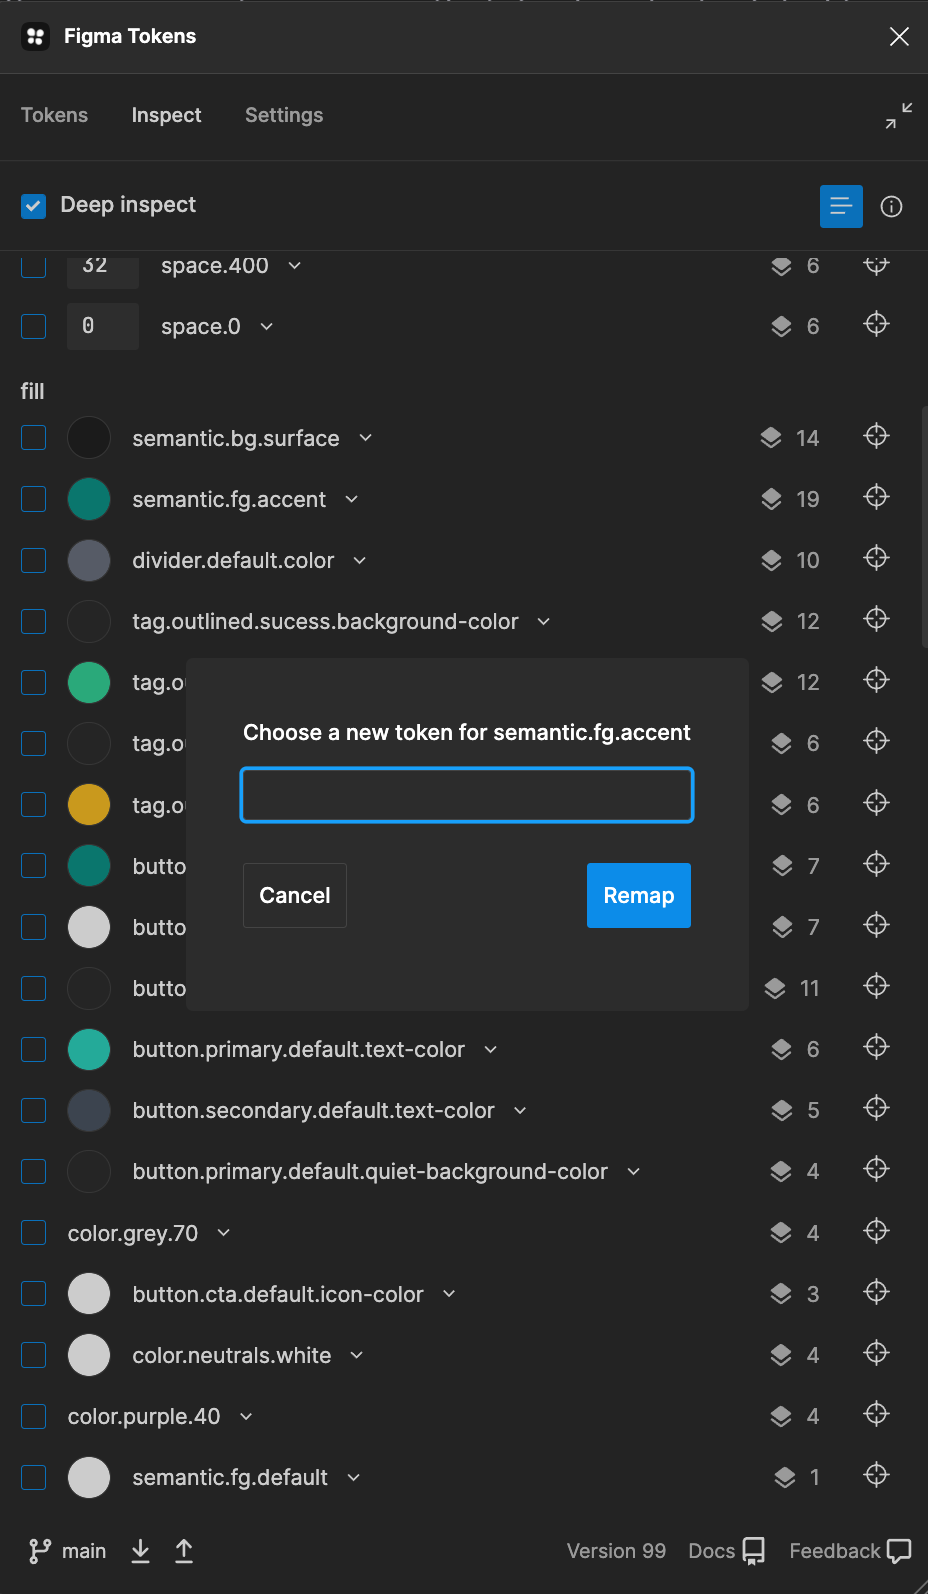 Figma Tokens
Tokens Inspect Settings
Deep inspect
32 space.400 6
0 space.0 6
fill
semantic.bg.surface 14
semantic.fg.accent 19
divider.default.color 10
tag.outlined.sucess.background-color 12
tag.o 12
tag.o 6
tag.o 6
butto 7
butto 7
butto 11
Choose a new token for semantic.fg.accent
Cancel Remap
button.primary.default.text-color 6
button.secondary.default.text-color 5
button.primary.default.quiet-background-color 4
color.grey.70 4
button.cta.default.icon-color 3
color.neutrals.white 4
color.purple.40 4
semantic.fg.default 1
main Version 99 Docs Feedback